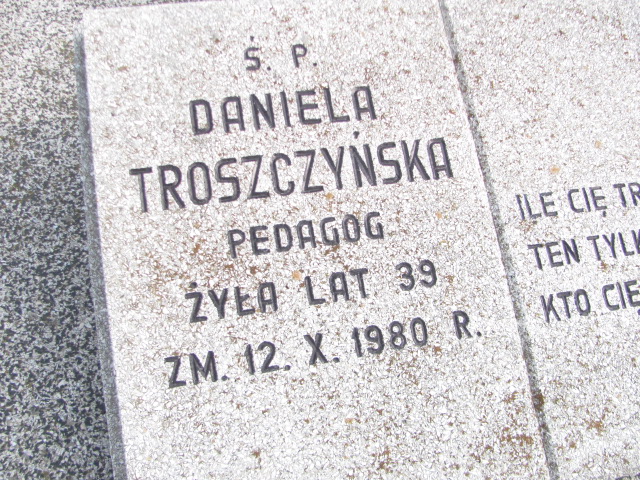 Ś. P.
DANIELA
TROSZCZYŃSKA
PEDAGOG
ŻYŁA LAT 39
ZM. 12. X. 1980 R.
ILE CIĘ
TEN
KTO